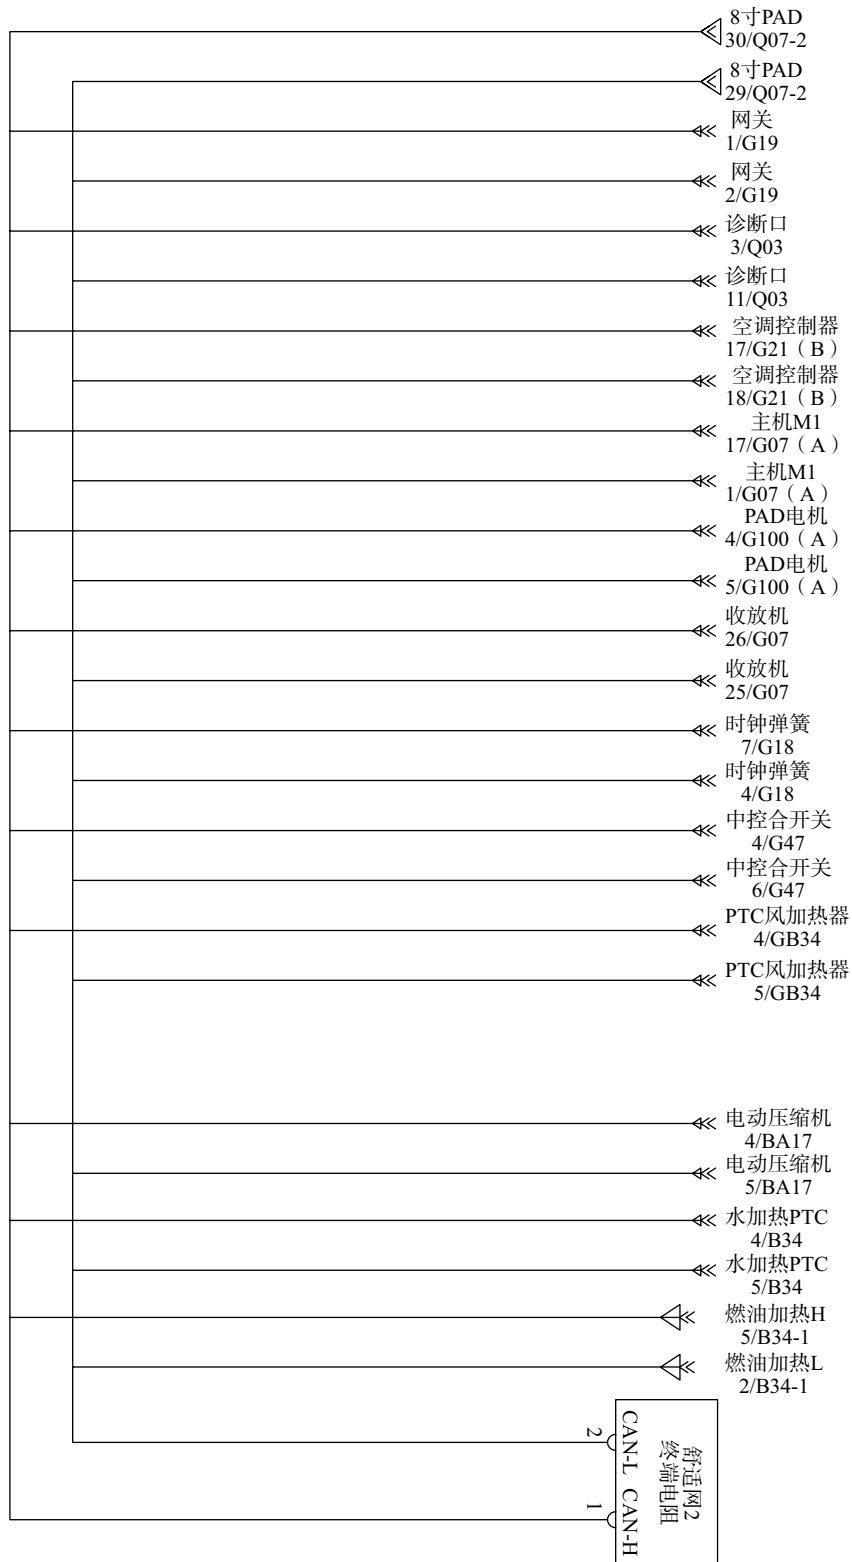 8寸PAD
30/Q07-2
8寸PAD
29/Q07-2
网关
1/G19
网关
2/G19
诊断口
3/Q03
诊断口
11/Q03
空调控制器
17/G21（B）
空调控制器
18/G21（B）
主机M1
17/G07（A）
主机M1
1/G07（A）
PAD电机
4/G100（A）
PAD电机
5/G100（A）
收放机
26/G07
收放机
25/G07
时钟弹簧
7/G18
时钟弹簧
4/G18
中控合开关
4/G47
中控合开关
6/G47
PTC风加热器
4/GB34
PTC风加热器
5/GB34
电动压缩机
4/BA17
电动压缩机
5/BA17
水加热PTC
4/B34
水加热PTC
5/B34
燃油加热H
5/B34-1
燃油加热L
2/B34-1
舒适网2
终端电阻
CAN-L CAN-H
2
1